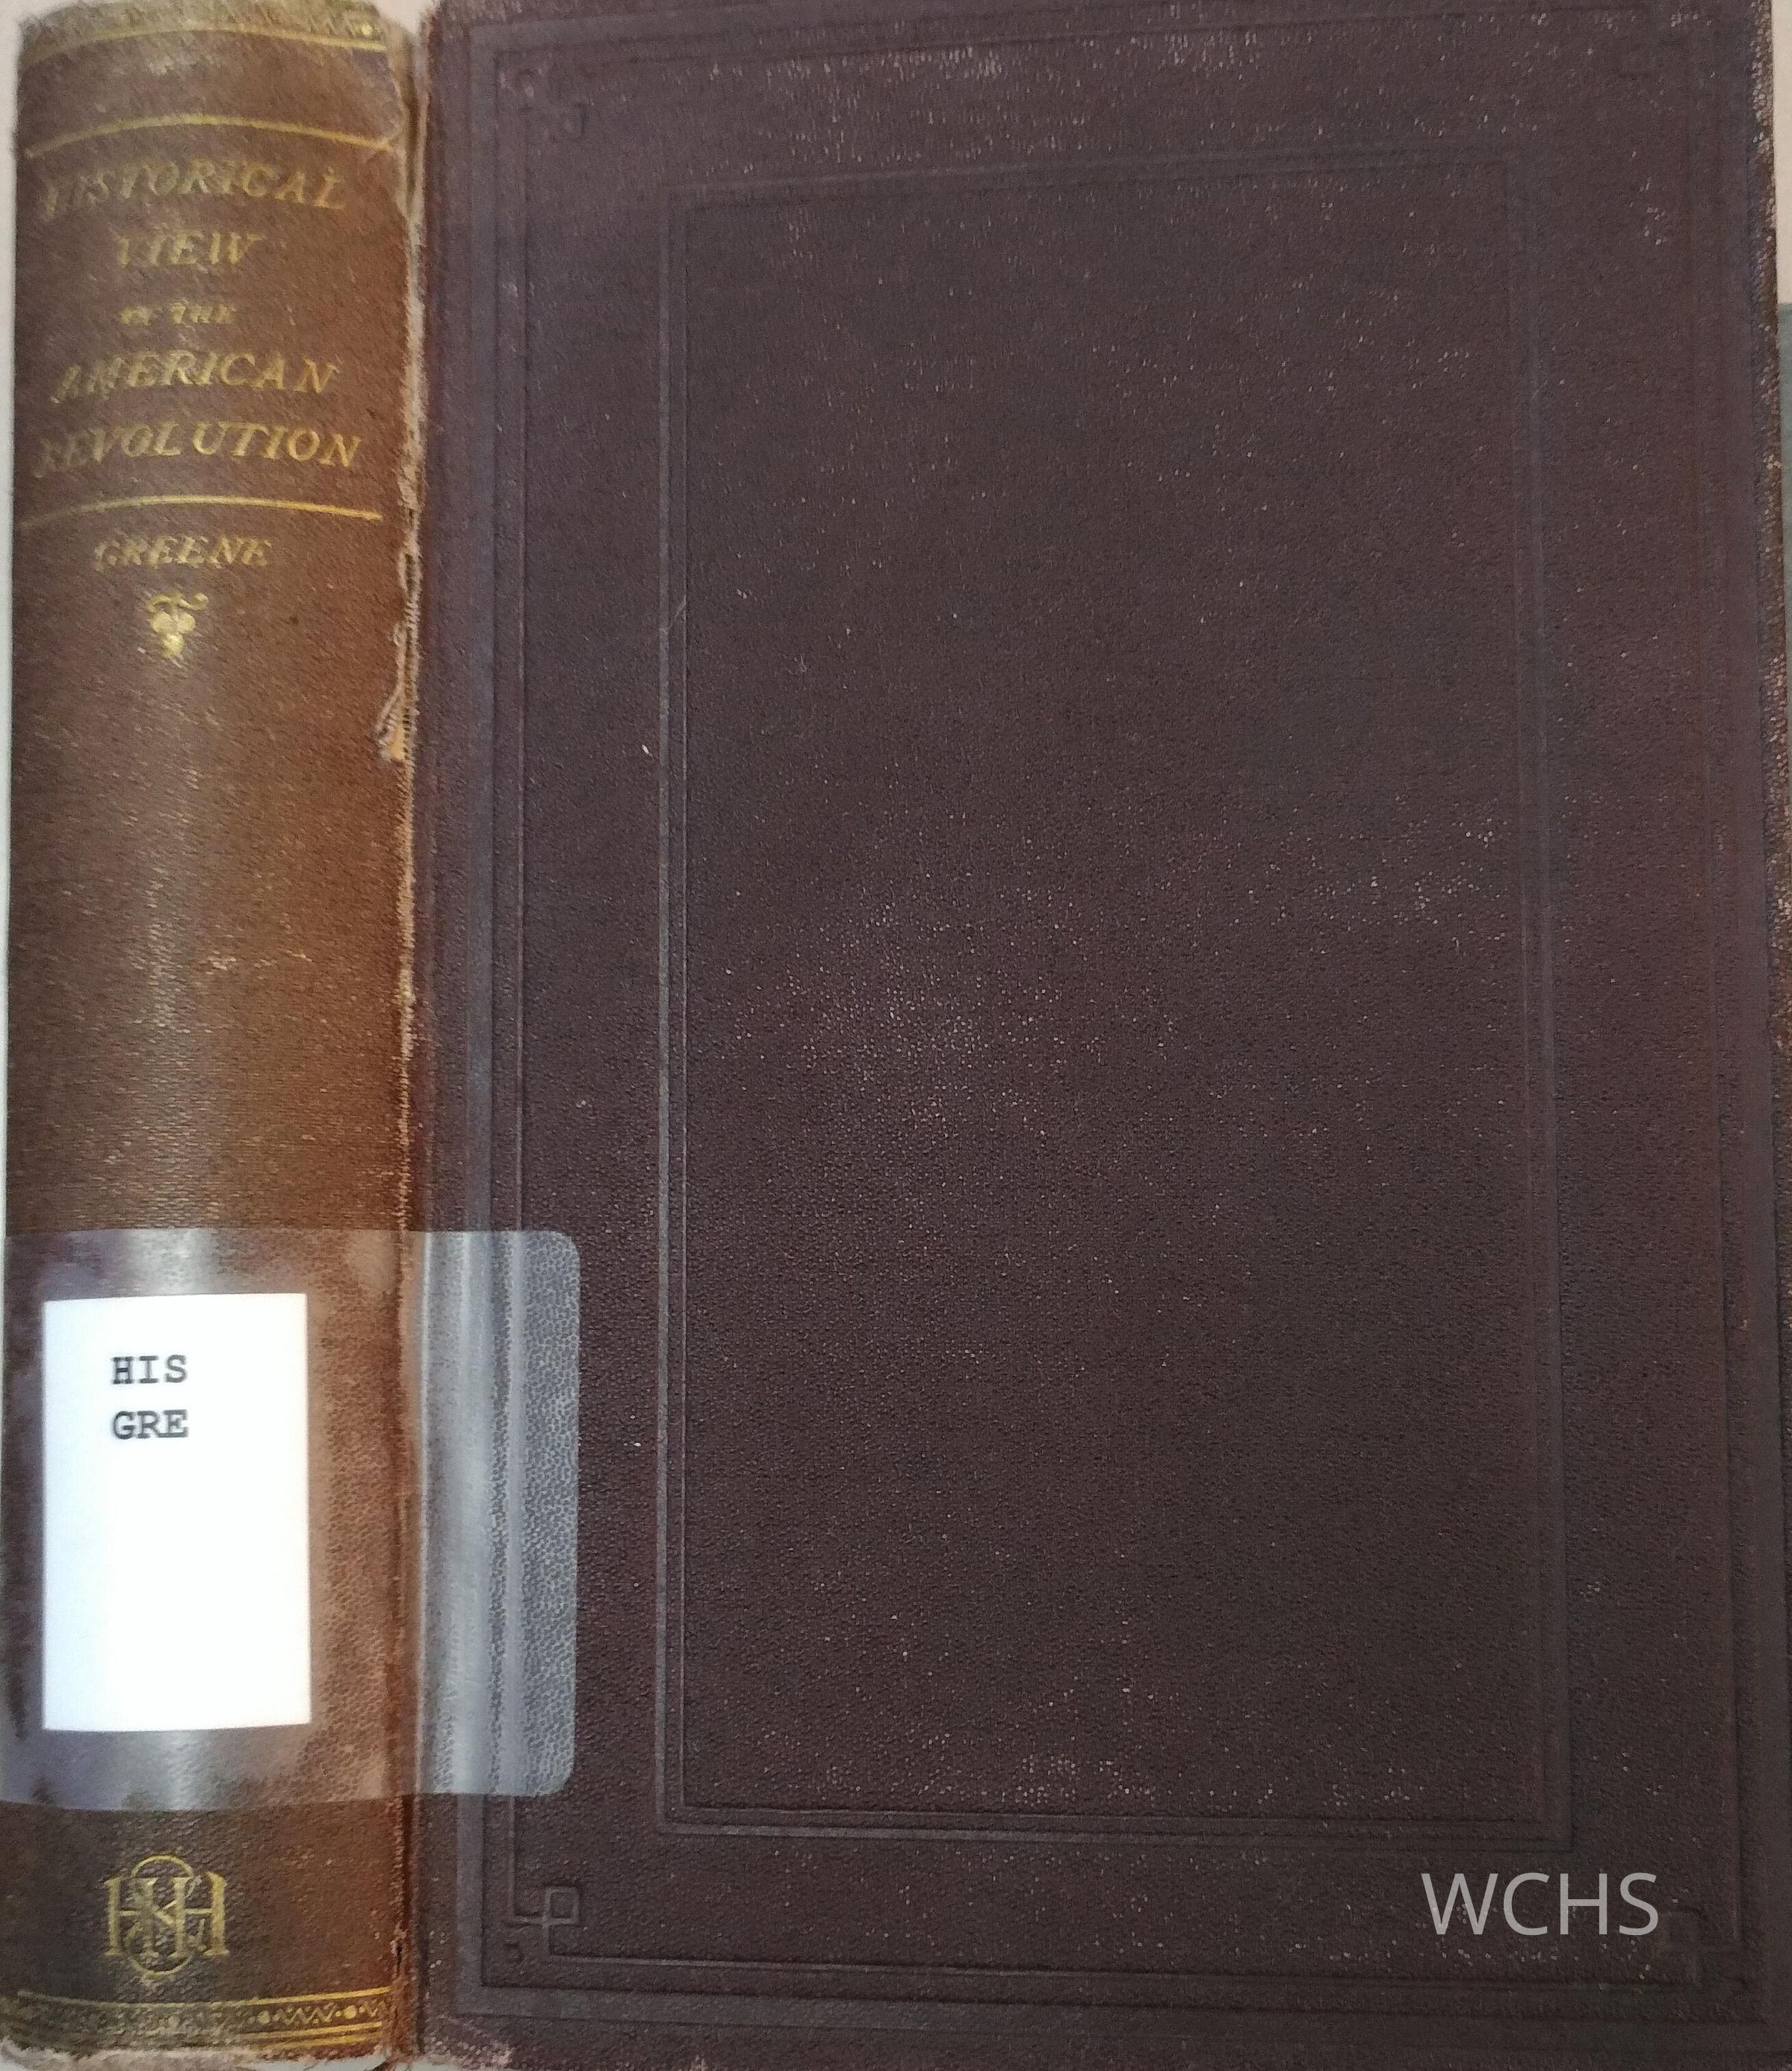 HISTORICAL
VIEW
OF THE
AMERICAN
REVOLUTION
GREENE
HIS
GRE
WCHS